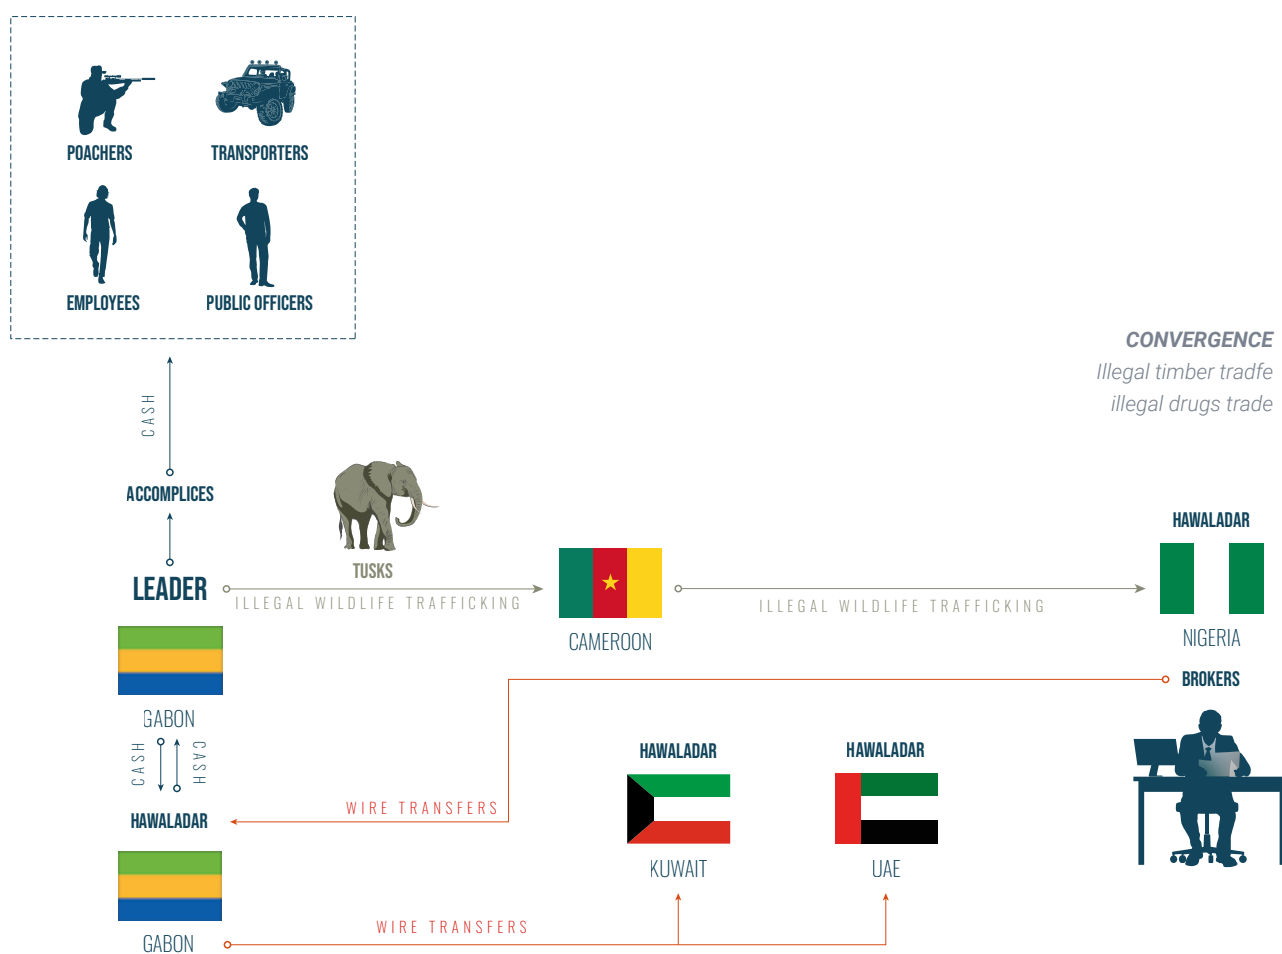 POACHERS
TRANSPORTERS
EMPLOYEES
PUBLIC OFFICERS
CONVERGENCE
Illegal timber tradfe
illegal drugs trade
CASH
ACCOMPLICES
LEADER
TUSKS
ILLEGAL WILDLIFE TRAFFICKING
CAMEROON
ILLEGAL WILDLIFE TRAFFICKING
HAWALADAR
NIGERIA
BROKERS
GABON
CASH
CASH
HAWALADAR
WIRE TRANSFERS
HAWALADAR
KUWAIT
HAWALADAR
UAE
GABON
WIRE TRANSFERS